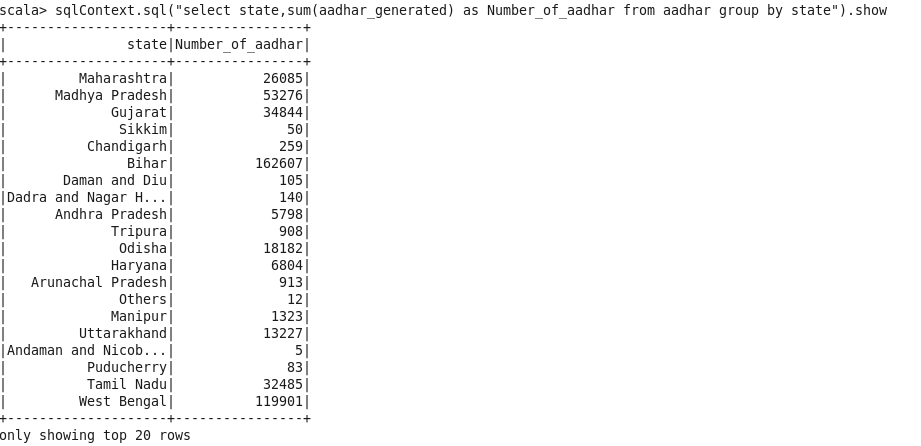 scala> sqlContext.sql("select state,sum(aadhar_generated) as Number_of_aadhar from aadhar group by state").show
+--------------------+----------------+
|               state|Number_of_aadhar|
+--------------------+----------------+
|         Maharashtra|           26085|
|      Madhya Pradesh|           53276|
|             Gujarat|           34844|
|              Sikkim|              50|
|          Chandigarh|             259|
|               Bihar|          162607|
|       Daman and Diu|             105|
|Dadra and Nagar H...|             140|
|      Andhra Pradesh|            5798|
|             Tripura|             908|
|              Odisha|           18182|
|             Haryana|            6804|
|   Arunachal Pradesh|             913|
|              Others|              12|
|             Manipur|            1323|
|         Uttarakhand|           13227|
|Andaman and Nicob...|               5|
|          Puducherry|              83|
|          Tamil Nadu|           32485|
|         West Bengal|          119901|
+--------------------+----------------+
only showing top 20 rows